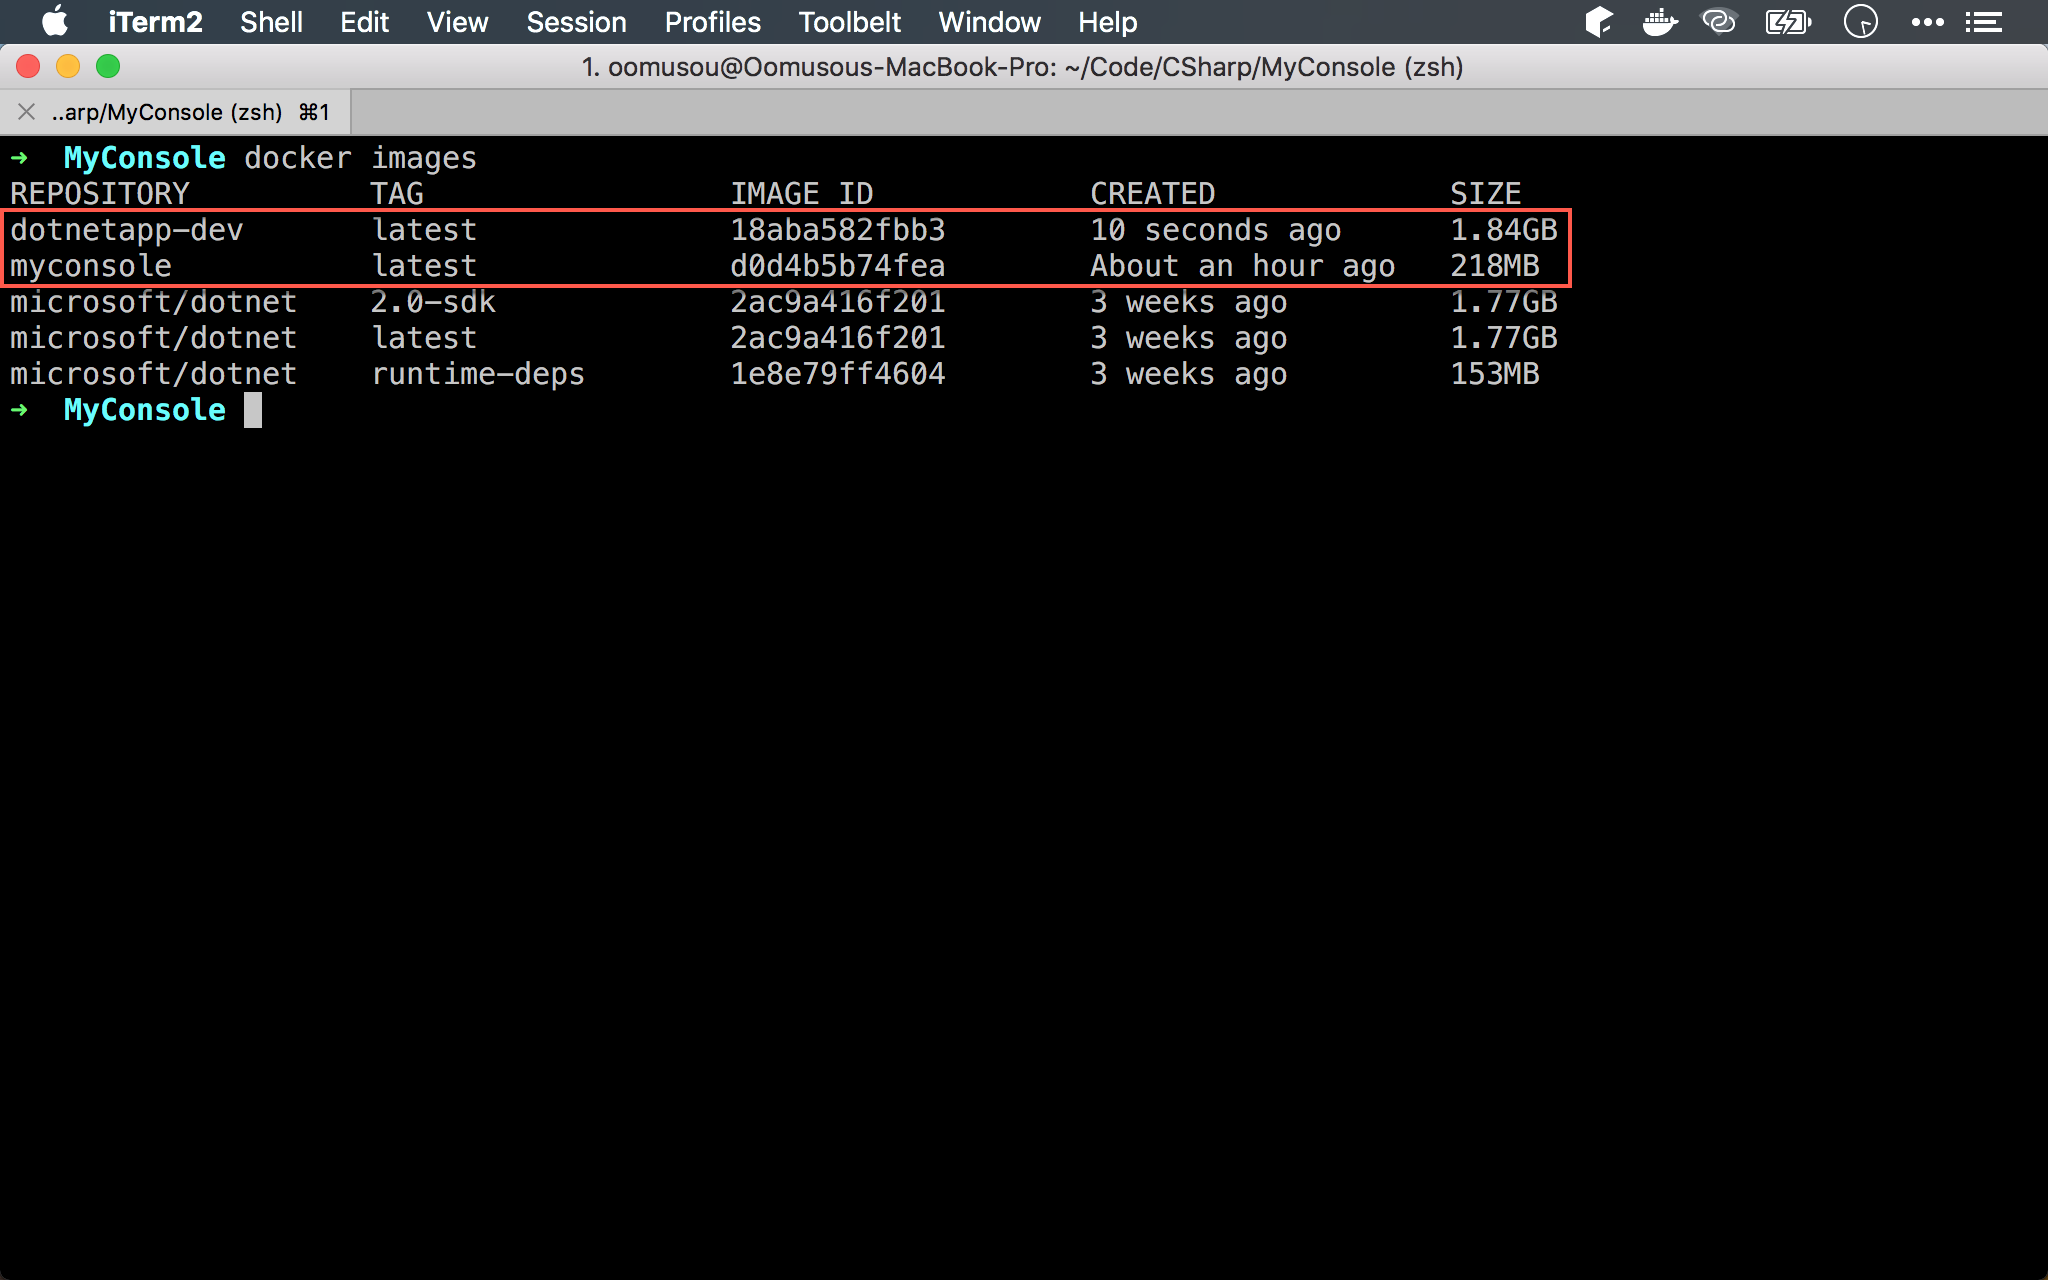 iTerm2 Shell Edit View Session Profiles Toolbelt Window Help
1. oomusou@Oomusous-MacBook-Pro: ~/Code/CSharp/MyConsole (zsh)
..arp/MyConsole (zsh) ⌘1
➜ MyConsole docker images
REPOSITORY TAG IMAGE ID CREATED SIZE
dotnetapp-dev latest 18aba582fbb3 10 seconds ago 1.84GB
myconsole latest d0d4b5b74fea About an hour ago 218MB
microsoft/dotnet 2.0-sdk 2ac9a416f201 3 weeks ago 1.77GB
microsoft/dotnet latest 2ac9a416f201 3 weeks ago 1.77GB
microsoft/dotnet runtime-deps 1e8e79ff4604 3 weeks ago 153MB
➜ MyConsole